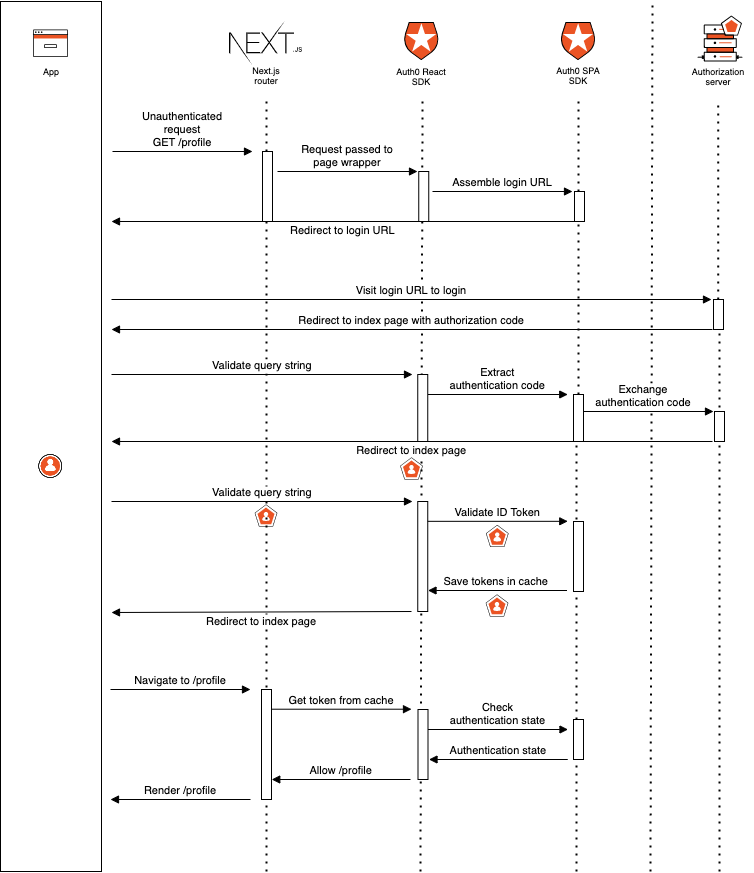 NEXT.JS
App
Next.js
router
Auth0 React
SDK
Auth0 SPA
SDK
Authorization
server
Unauthenticated
request
GET /profile
Request passed to
page wrapper
Assemble login URL
Redirect to login URL
Visit login URL to login
Redirect to index page with authorization code
Validate query string
Extract
authentication code
Exchange
authentication code
Redirect to index page
Validate query string
Validate ID Token
Save tokens in cache
Redirect to index page
Navigate to /profile
Get token from cache
Check
authentication state
Authentication state
Allow /profile
Render /profile